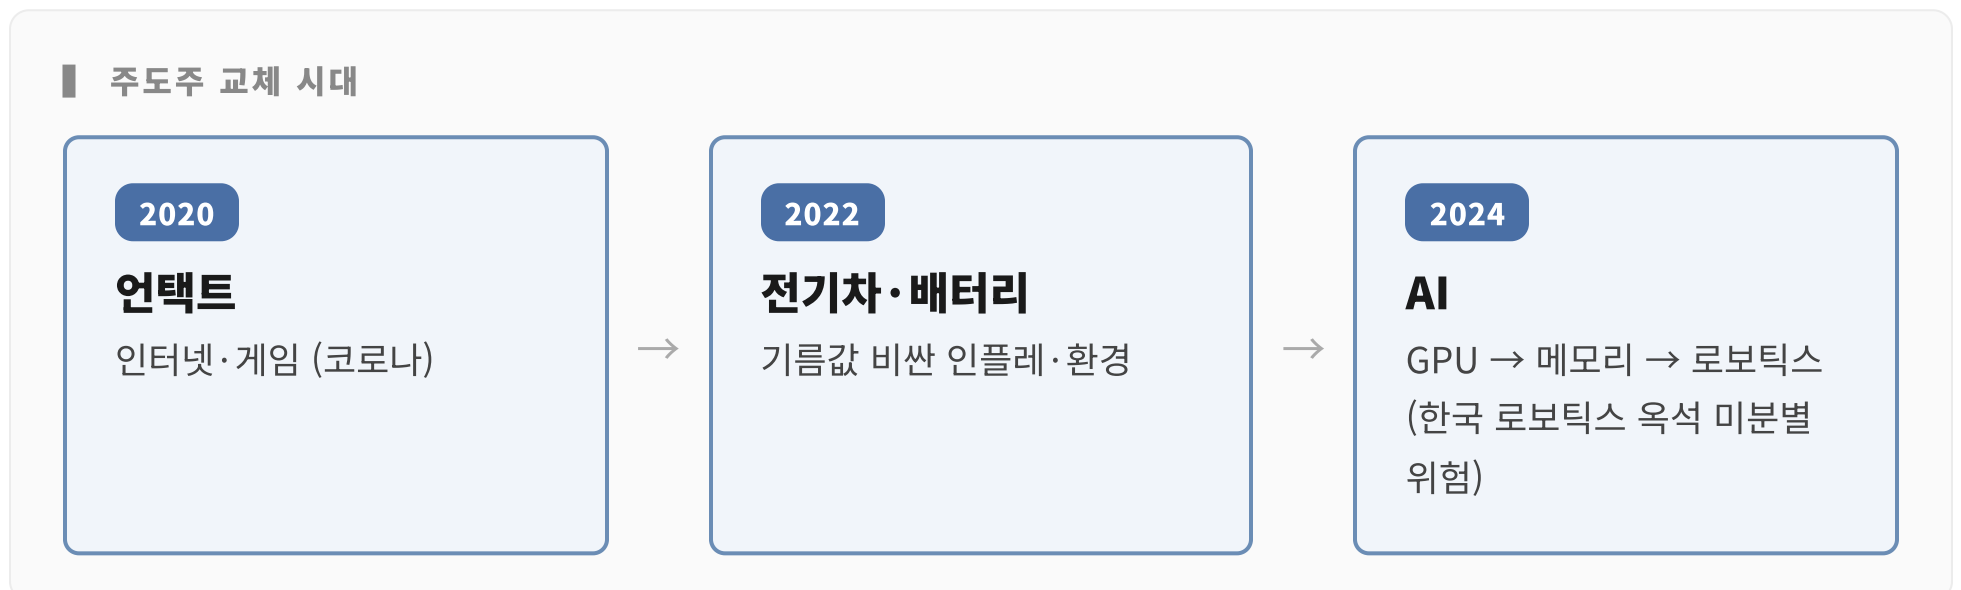 주도주 교체 시대
2020
언택트
인터넷·게임 (코로나)
→
2022
전기차·배터리
기름값 비싼 인플레·환경
→
2024
AI
GPU → 메모리 → 로보틱스
(한국 로보틱스 옥석 미분별
위험)